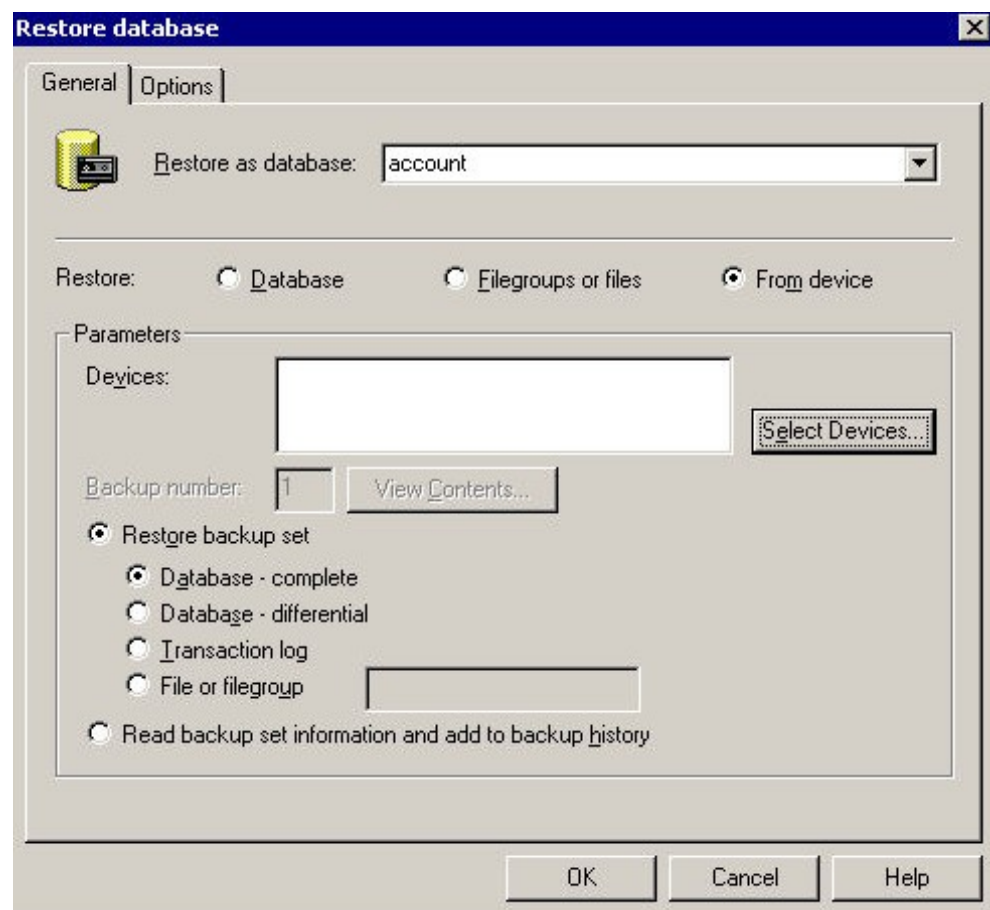 Restore database
General Options
Restore as database: account
Restore: Database Filegroups or files From device
Parameters
Devices:
Select Devices...
Backup number: 1 View Contents...
Restore backup set
Database - complete
Database - differential
Transaction log
File or filegroup
Read backup set information and add to backup history
OK Cancel Help